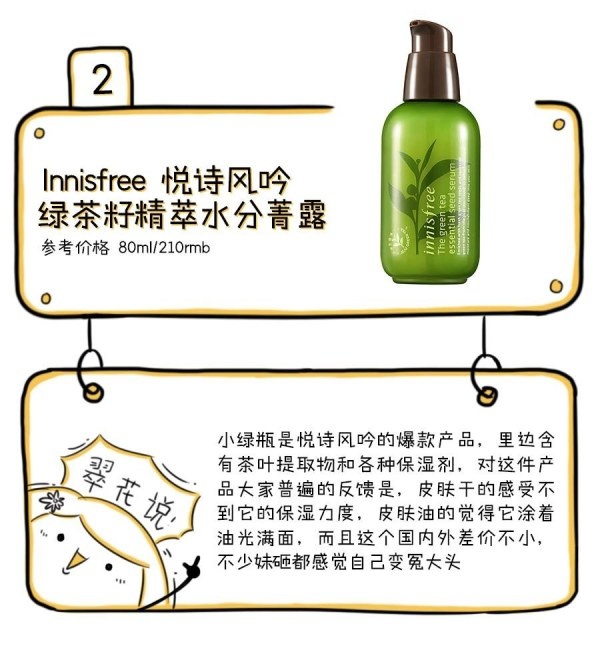 2
Innisfree 悦诗风吟
绿茶籽精萃水分菁露
参考价格 80ml/210rmb
innisfree
The green tea
essential seed serum
翠花说
小绿瓶是悦诗风吟的爆款产品，里边含
有茶叶提取物和各种保湿剂，对这件产
品大家普遍的反馈是，皮肤干的感受不
到它的保湿力度，皮肤油的觉得它涂着
油光满面，而且这个国内外差价不小，
不少妹砸都感觉自己变冤大头